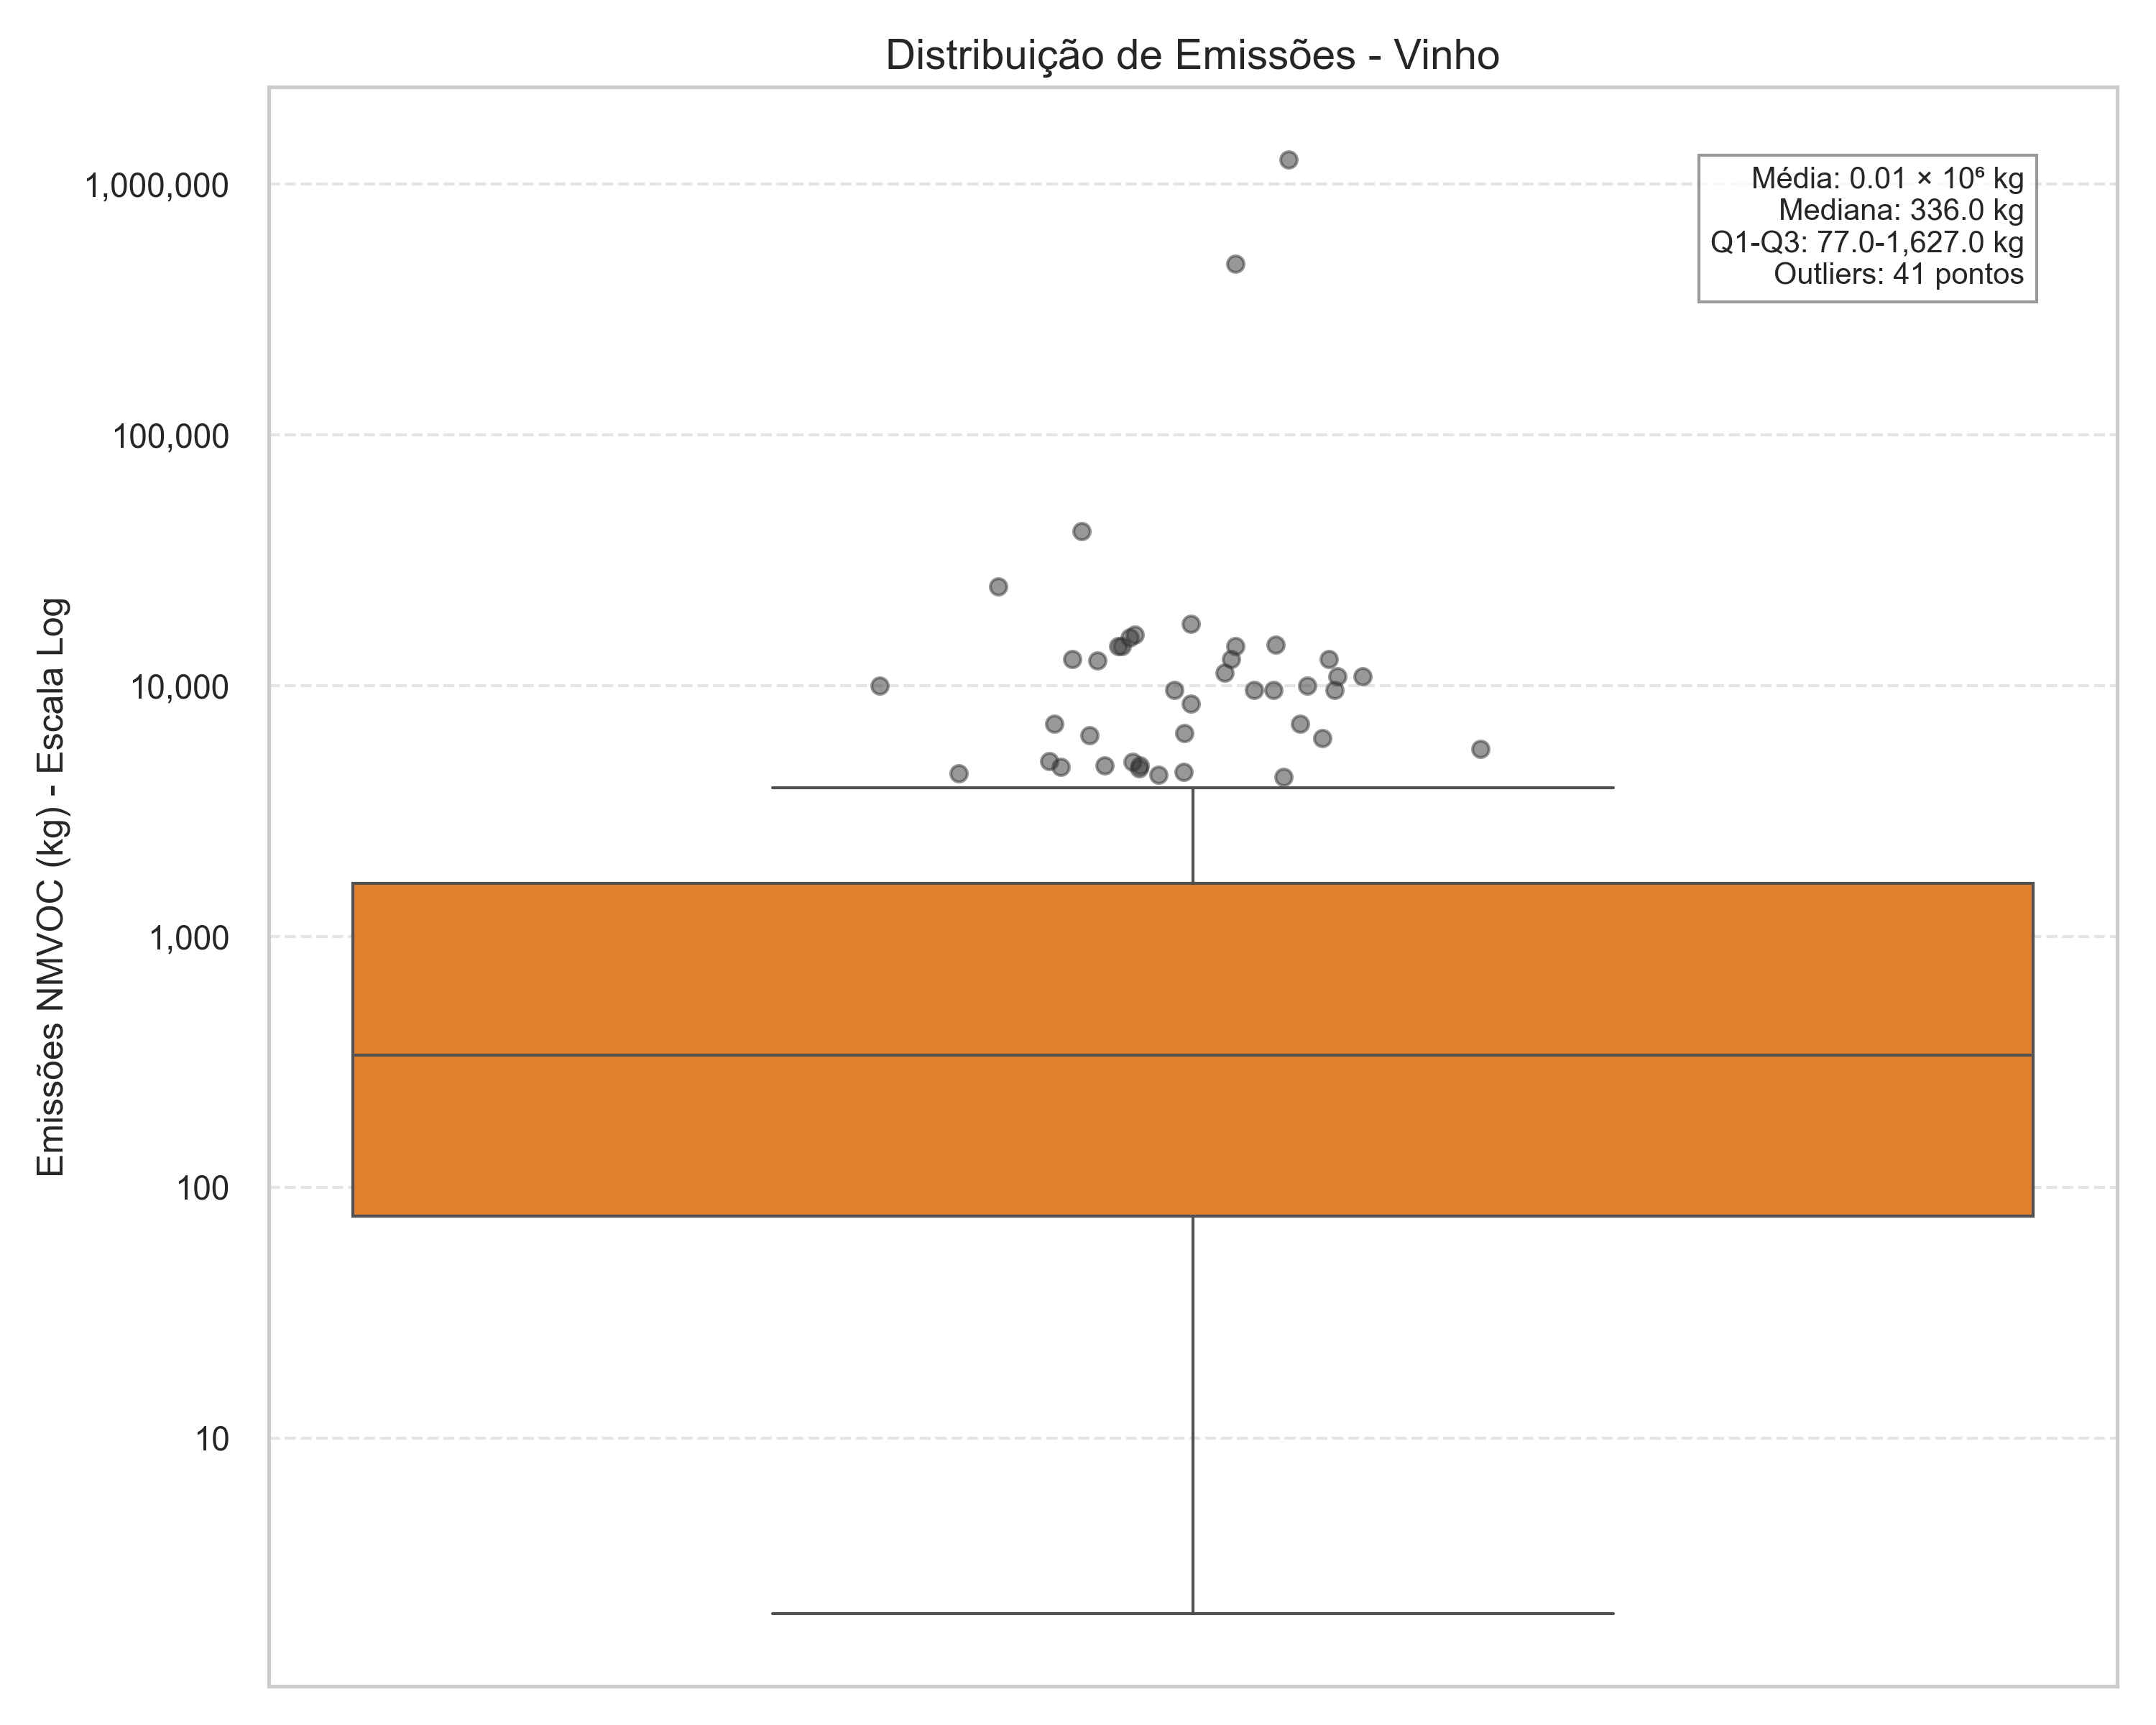 Distribuição de Emissões - Vinho
Emissões NMVOC (kg) - Escala Log
1,000,000
100,000
10,000
1,000
100
10
Média: 0.01 × 10⁶ kg
Mediana: 336.0 kg
Q1-Q3: 77.0-1,627.0 kg
Outliers: 41 pontos